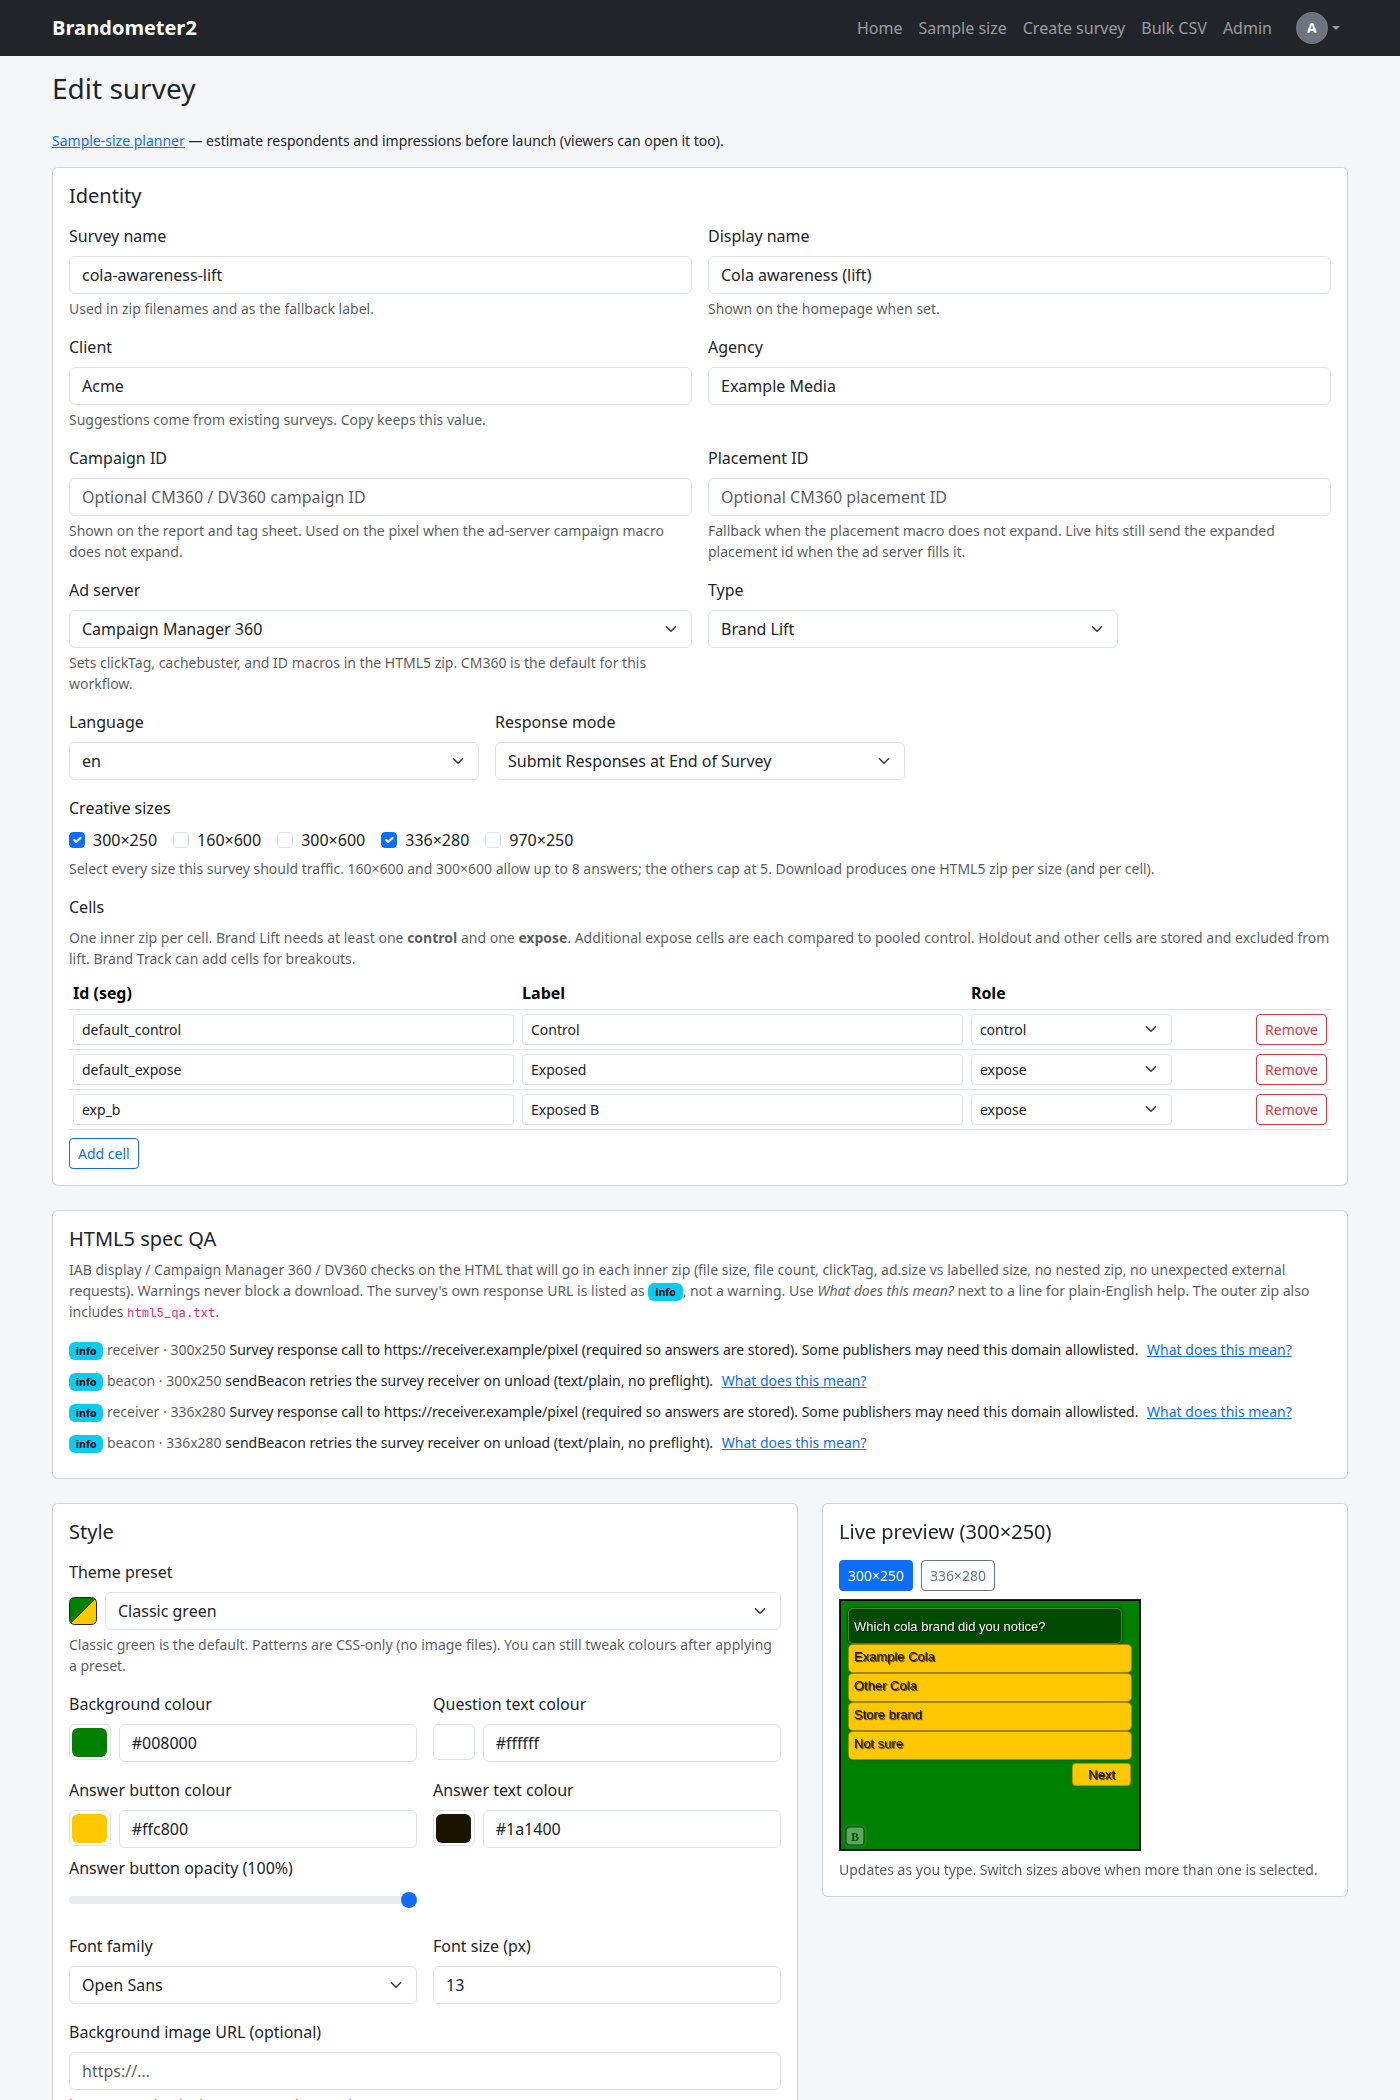 Brandometer2
Home Sample size Create survey Bulk CSV Admin A
Edit survey
Sample-size planner — estimate respondents and impressions before launch (viewers can open it too).
Identity
Survey name
cola-awareness-lift
Used in zip filenames and as the fallback label.
Display name
Cola awareness (lift)
Shown on the homepage when set.
Client
Acme
Suggestions come from existing surveys. Copy keeps this value.
Agency
Example Media
Campaign ID
Optional CM360 / DV360 campaign ID
Shown on the report and tag sheet. Used on the pixel when the ad-server campaign macro
does not expand.
Placement ID
Optional CM360 placement ID
Fallback when the placement macro does not expand. Live hits still send the expanded
placement id when the ad server fills it.
Ad server
Campaign Manager 360
Sets clickTag, cachebuster, and ID macros in the HTML5 zip. CM360 is the default for this
workflow.
Type
Brand Lift
Language
en
Response mode
Submit Responses at End of Survey
Creative sizes
300×250 160×600 300×600 336×280 970×250
Select every size this survey should traffic. 160×600 and 300×600 allow up to 8 answers; the others cap at 5. Download produces one HTML5 zip per size (and per cell).
Cells
One inner zip per cell. Brand Lift needs at least one control and one expose. Additional expose cells are each compared to pooled control. Holdout and other cells are stored and excluded from
lift. Brand Track can add cells for breakouts.
Id (seg) Label Role
default_control Control control Remove
default_expose Exposed expose Remove
exp_b Exposed B expose Remove
Add cell
HTML5 spec QA
IAB display / Campaign Manager 360 / DV360 checks on the HTML that will go in each inner zip (file size, file count, clickTag, ad.size vs labelled size, no nested zip, no unexpected external
requests). Warnings never block a download. The survey's own response URL is listed as info, not a warning. Use What does this mean? next to a line for plain-English help. The outer zip also
includes html5_qa.txt.
info receiver · 300x250 Survey response call to https://receiver.example/pixel (required so answers are stored). Some publishers may need this domain allowlisted. What does this mean?
info beacon · 300x250 sendBeacon retries the survey receiver on unload (text/plain, no preflight). What does this mean?
info receiver · 336x280 Survey response call to https://receiver.example/pixel (required so answers are stored). Some publishers may need this domain allowlisted. What does this mean?
info beacon · 336x280 sendBeacon retries the survey receiver on unload (text/plain, no preflight). What does this mean?
Style
Theme preset
Classic green
Classic green is the default. Patterns are CSS-only (no image files). You can still tweak colours after applying
a preset.
Background colour
#008000
Question text colour
#ffffff
Answer button colour
#ffc800
Answer text colour
#1a1400
Answer button opacity (100%)
Font family
Open Sans
Font size (px)
13
Background image URL (optional)
https://...
Live preview (300×250)
300×250 336×280
Which cola brand did you notice?
Example Cola
Other Cola
Store brand
Not sure
Next
B
Updates as you type. Switch sizes above when more than one is selected.